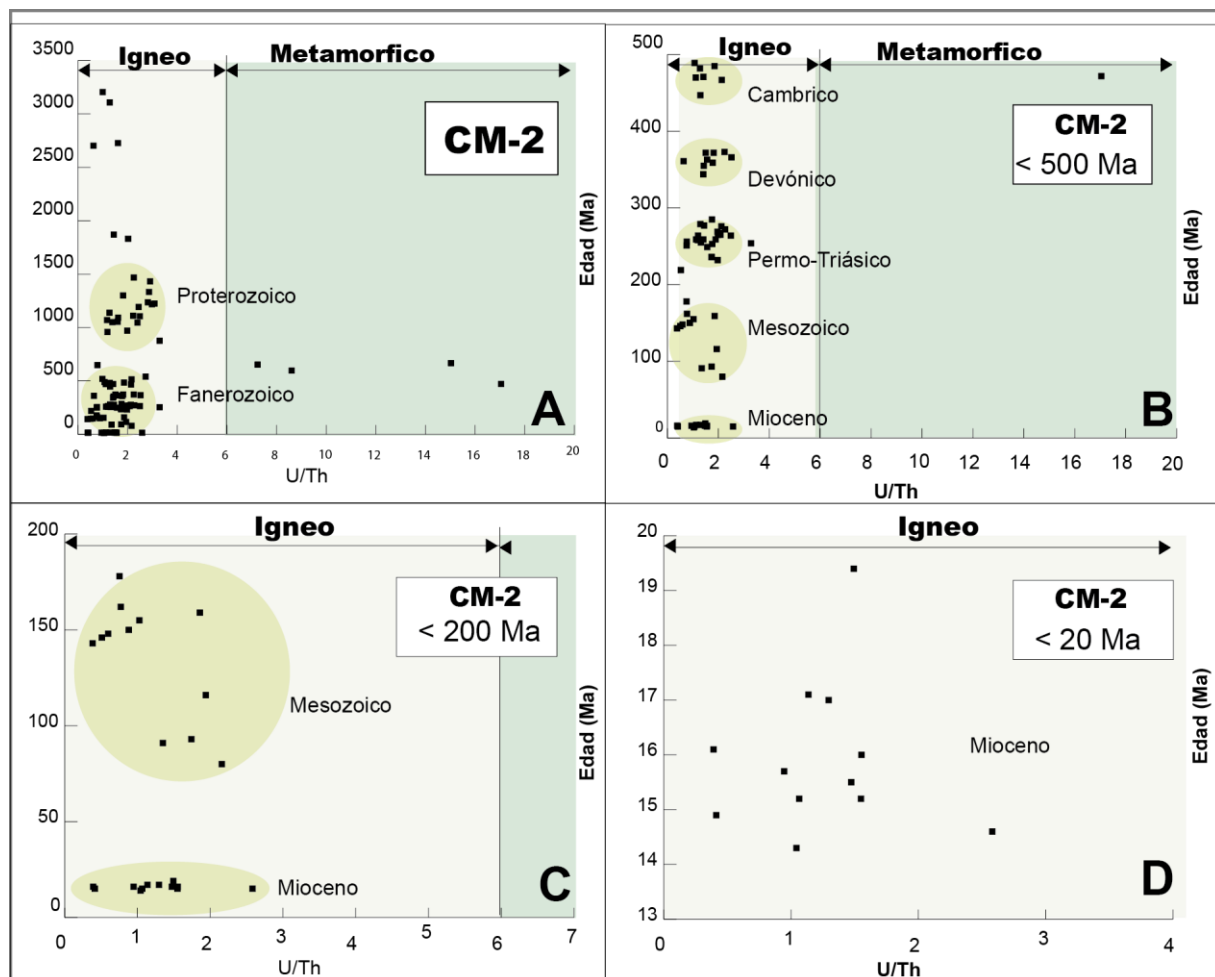 Igneo
Metamorfico
3500
3000
2500
2000
1500
1000
500
0
CM-2
Proterozoico
Fanerozoico
A
0 2 4 6 8 10 12 14 16 18 20
U/Th
Edad (Ma)
Igneo
Metamorfico
500
400
300
200
100
0
Cambrico
CM-2
< 500 Ma
Devónico
Permo-Triásico
Mesozoico
Mioceno
B
0 2 4 6 8 10 12 14 16 18 20
U/Th
Edad (Ma)
Igneo
200
150
100
50
0
CM-2
< 200 Ma
Mesozoico
Mioceno
C
0 1 2 3 4 5 6 7
U/Th
Edad (Ma)
Igneo
20
19
18
17
16
15
14
13
CM-2
< 20 Ma
Mioceno
D
0 1 2 3 4
U/Th
Edad (Ma)